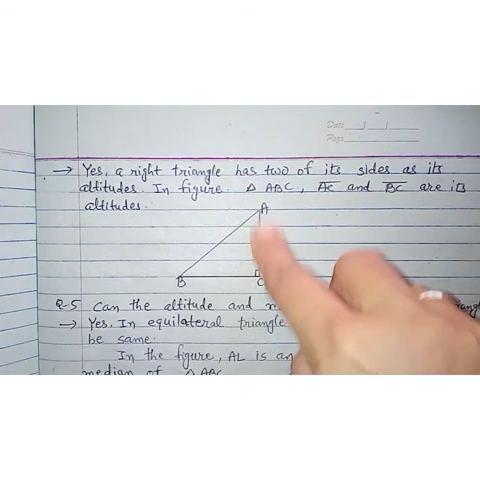 Date
Page
→ Yes, a right triangle has two of its sides as its
altitudes. In figure. △ ABC, AC and BC are its
altitudes.
A
B
C
Q-5 Can the altitude and
→ Yes, In equilateral triangle
be same.
In the figure, AL is an
median of △ ABC